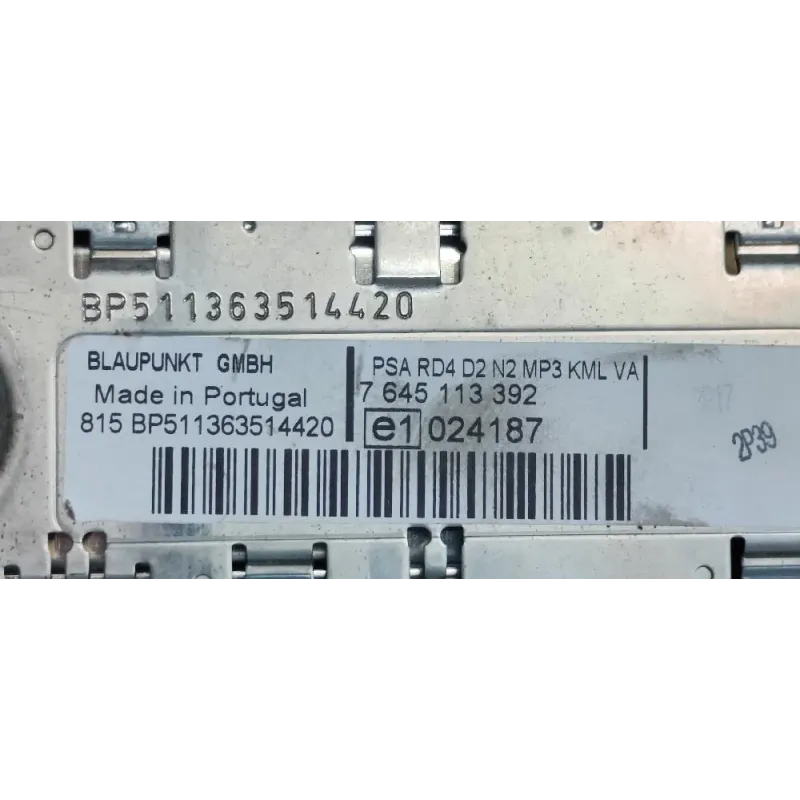 BP511363514420
BLAUPUNKT GMBH
Made in Portugal
815 BP511363514420
PSA RD4 D2 N2 MP3 KML VA
7 645 113 392
e1 024187
2P39